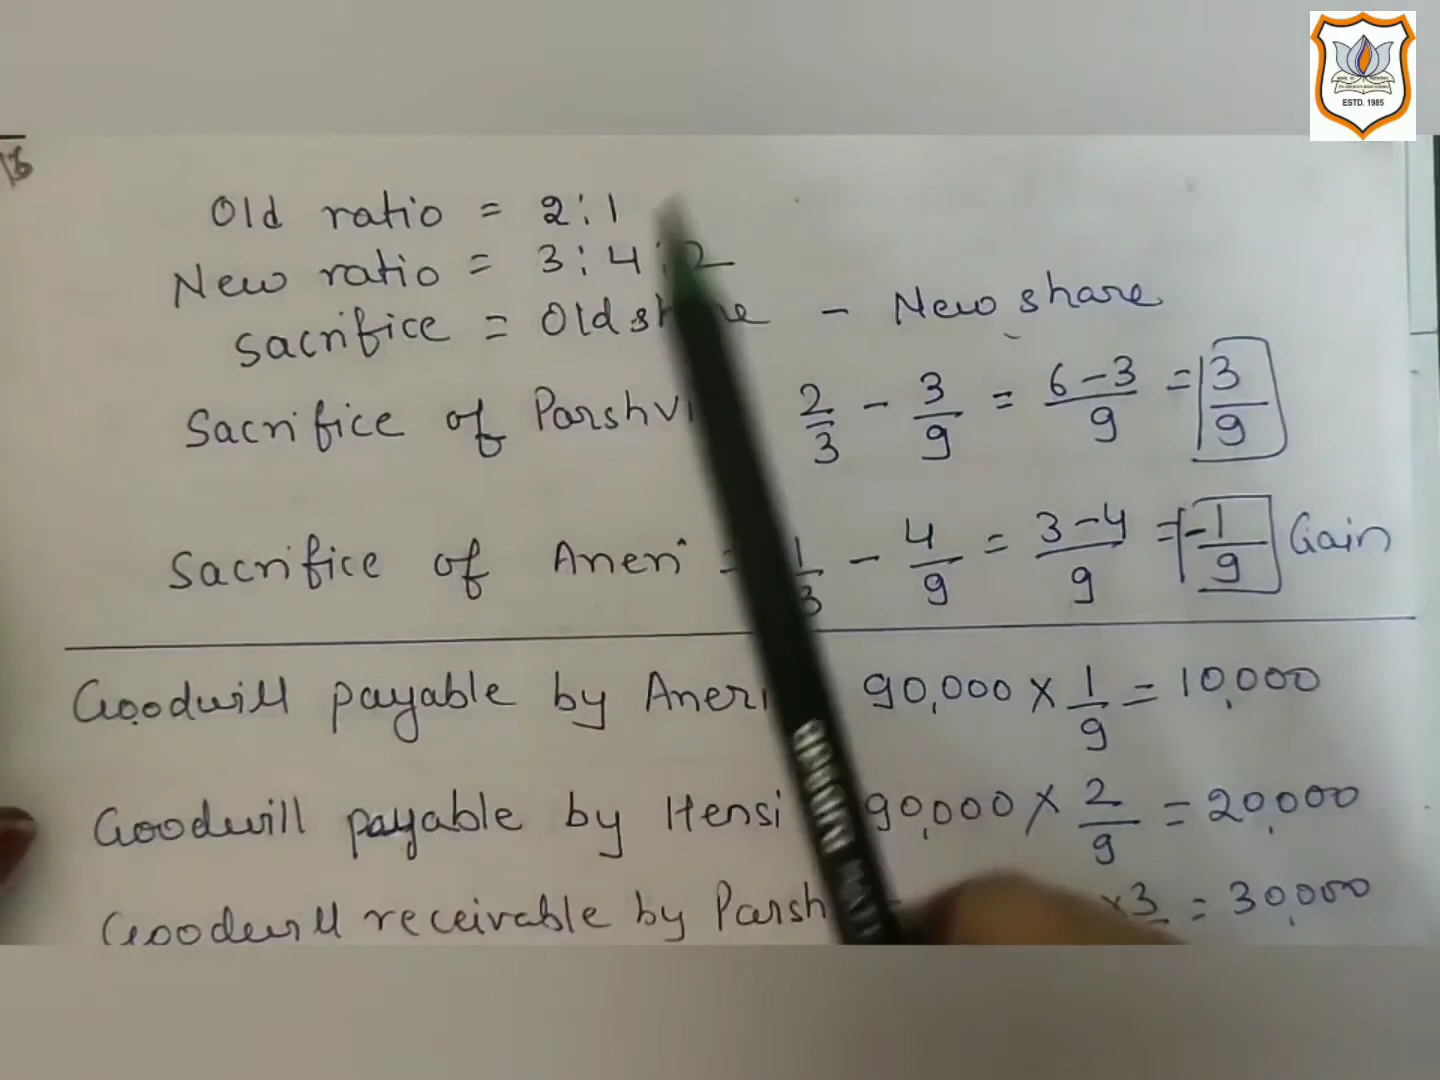 ESTD. 1985
Old ratio = 2:1
New ratio = 3:4:2
Sacrifice = Old share - New share
Sacrifice of 2/3 - 3/9 = 6-3/9 = 3/9
Sacrifice of Aneri = 1/3 - 4/9 = 3-4/9 = -1/9 Gain
Goodwill payable by Aneri 90,000 × 1/9 = 10,000
Goodwill payable by Hensi 90,000 × 2/9 = 20,000
Goodwill receivable by ×3 = 30,000